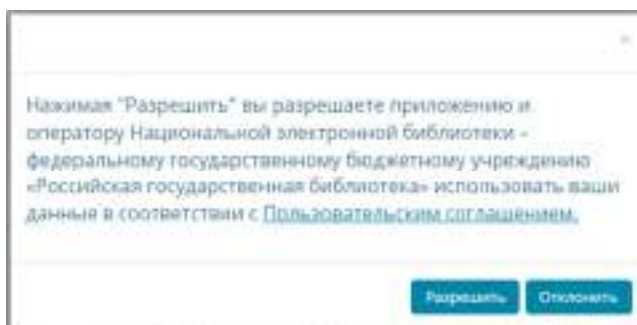 Нажимая "Разрешить" вы разрешаете приложению и
оператору Национальной электронной библиотеки -
федеральному государственному бюджетному учреждению
«Российская государственная библиотека» использовать ваши
данные в соответствии с Пользовательским соглашением.
Разрешить Отклонить